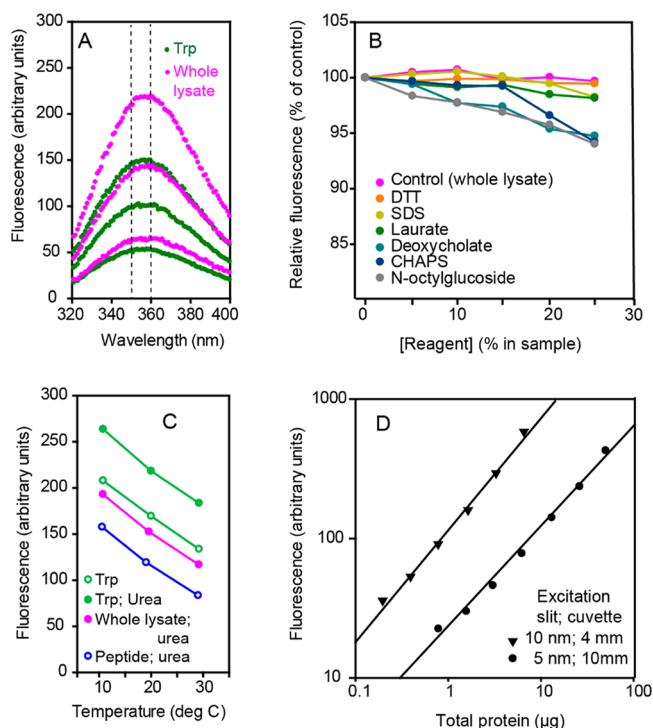 A
Trp
Whole
lysate
Fluorescence (arbitrary units)
300
250
200
150
100
50
0
320 340 360 380 400
Wavelength (nm)
B
Relative fluorescence (% of control)
105
100
95
90
85
Control (whole lysate)
DTT
SDS
Laurate
Deoxycholate
CHAPS
N-octylglucoside
0 10 20 30
[Reagent] (% in sample)
C
Fluorescence (arbitrary units)
300
250
200
150
100
50
0
Trp
Trp; Urea
Whole lysate;
urea
Peptide; urea
10 20 30
Temperature (deg C)
D
Fluorescence (arbitrary units)
1000
100
10
Excitation
slit; cuvette
10 nm; 4 mm
5 nm; 10mm
0.1 1 10 100
Total protein (µg)